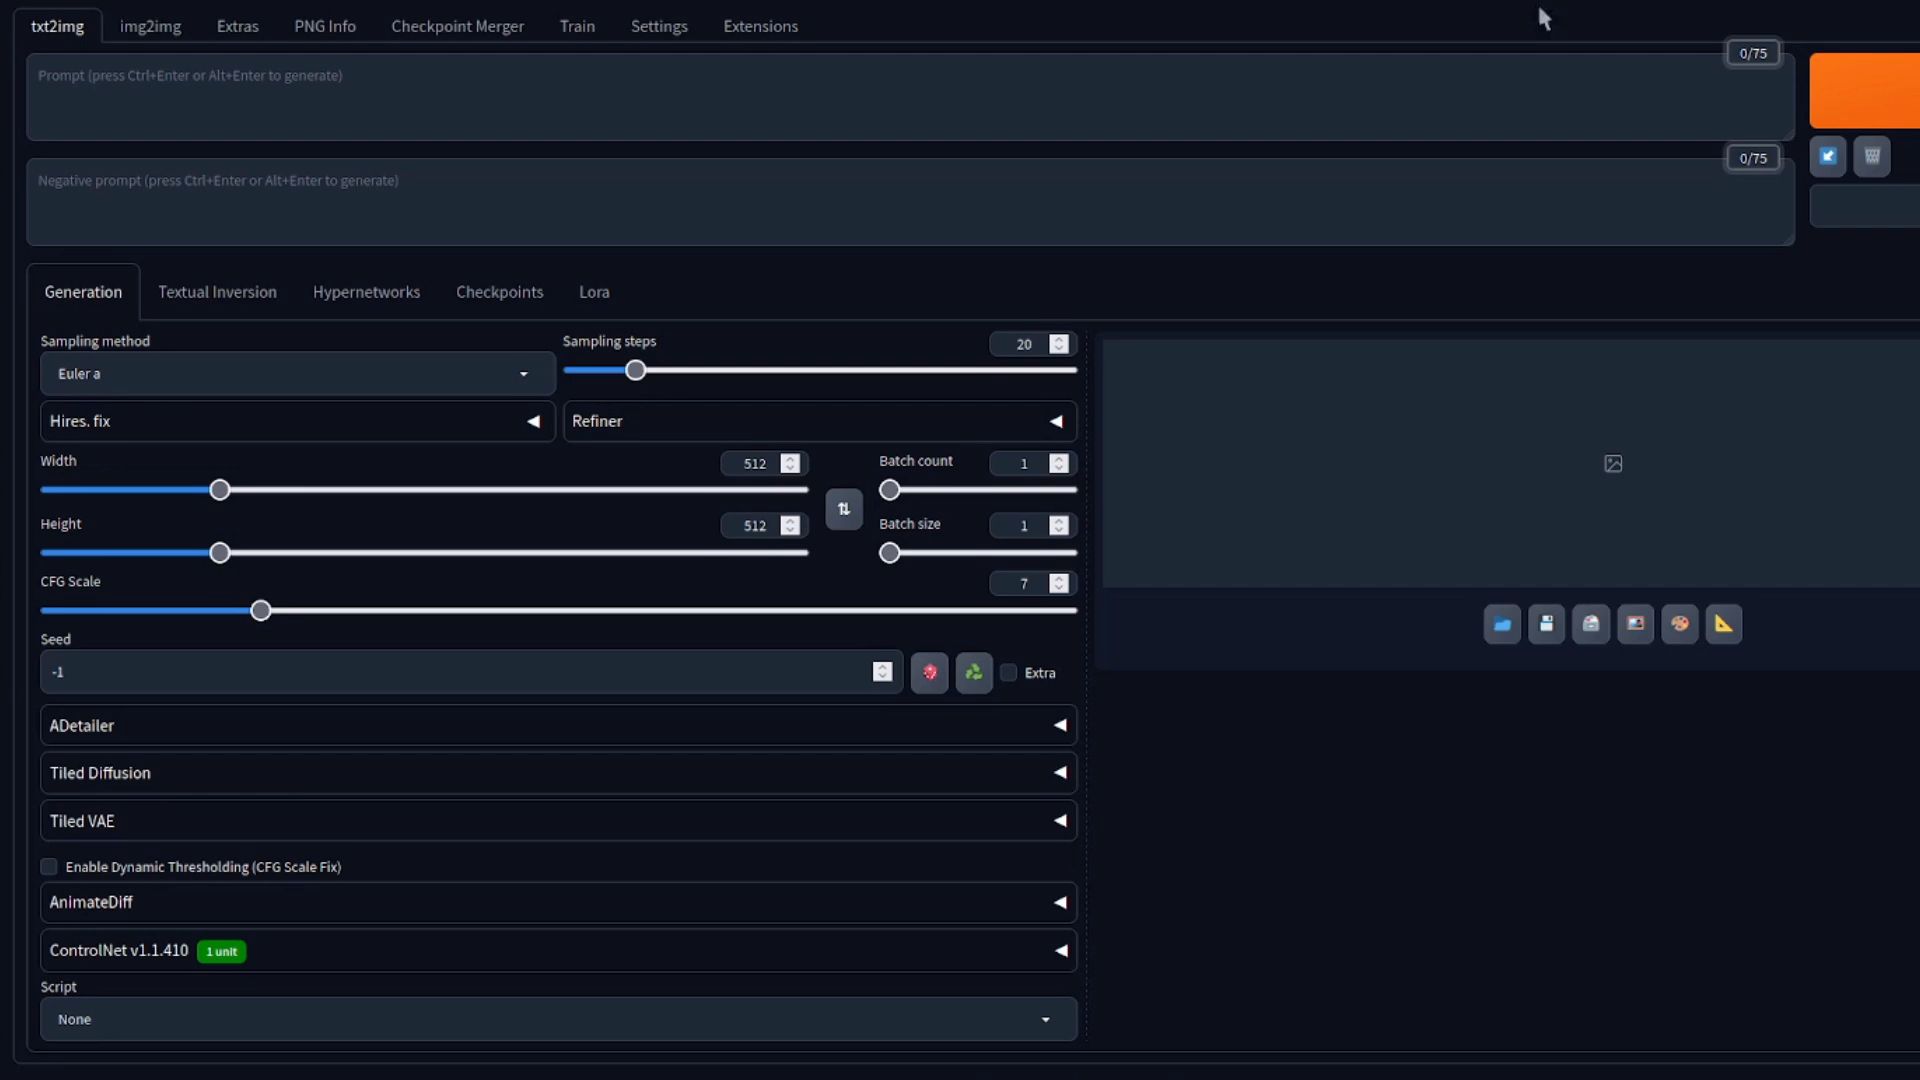 txt2img img2img Extras PNG Info Checkpoint Merger Train Settings Extensions
0/75
Prompt (press Ctrl+Enter or Alt+Enter to generate)
0/75
Negative prompt (press Ctrl+Enter or Alt+Enter to generate)
Generation Textual Inversion Hypernetworks Checkpoints Lora
Sampling method Sampling steps 20
Euler a
Hires. fix Refiner
Width 512 Batch count 1
Height 512 Batch size 1
CFG Scale 7
Seed
-1 Extra
ADetailer
Tiled Diffusion
Tiled VAE
Enable Dynamic Thresholding (CFG Scale Fix)
AnimateDiff
ControlNet v1.1.410 1 unit
Script
None